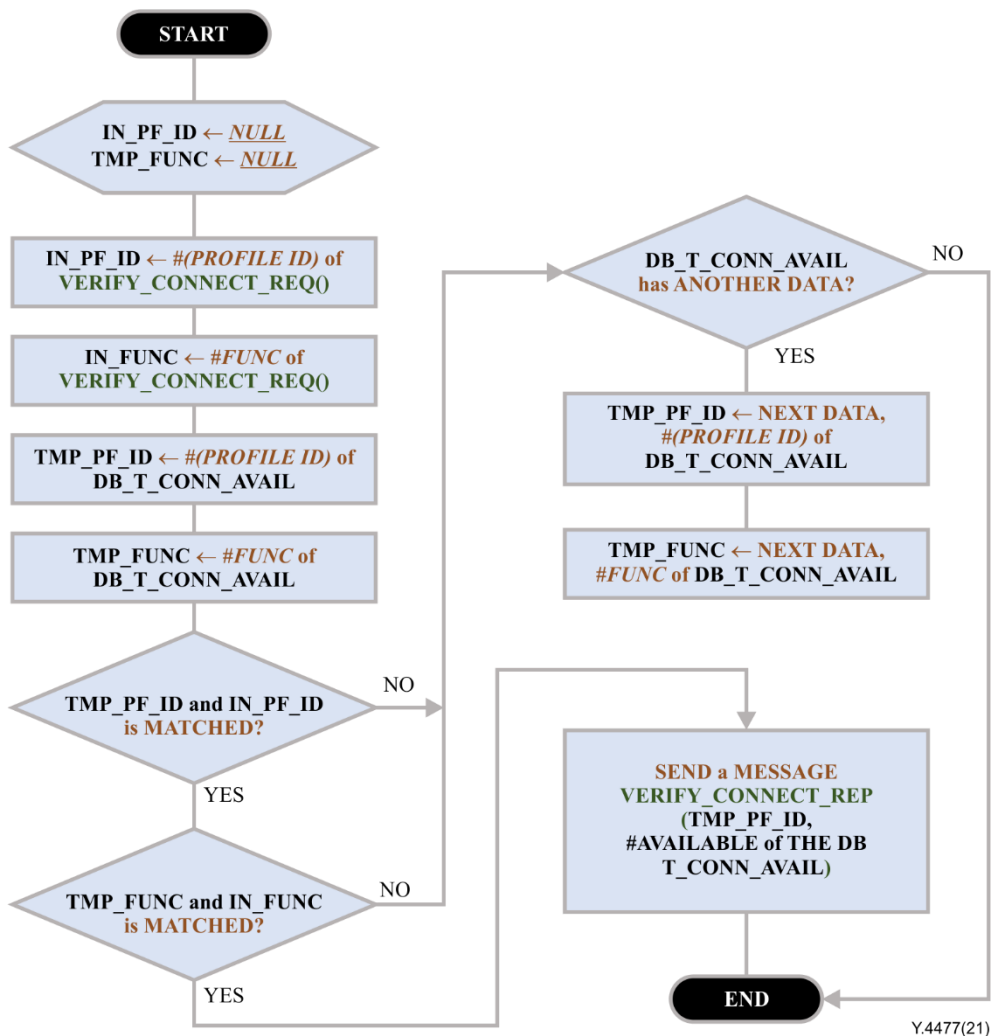 START
IN_PF_ID ← NULL
TMP_FUNC ← NULL
IN_PF_ID ← #(PROFILE ID) of
VERIFY_CONNECT_REQ()
IN_FUNC ← #FUNC of
VERIFY_CONNECT_REQ()
TMP_PF_ID ← #(PROFILE ID) of
DB_T_CONN_AVAIL
TMP_FUNC ← #FUNC of
DB_T_CONN_AVAIL
TMP_PF_ID and IN_PF_ID
is MATCHED?
NO
YES
TMP_FUNC and IN_FUNC
is MATCHED?
NO
YES
DB_T_CONN_AVAIL
has ANOTHER DATA?
NO
YES
TMP_PF_ID ← NEXT DATA,
#(PROFILE ID) of
DB_T_CONN_AVAIL
TMP_FUNC ← NEXT DATA,
#FUNC of DB_T_CONN_AVAIL
SEND a MESSAGE
VERIFY_CONNECT_REP
(TMP_PF_ID,
#AVAILABLE of THE DB
T_CONN_AVAIL)
END
Y.4477(21)